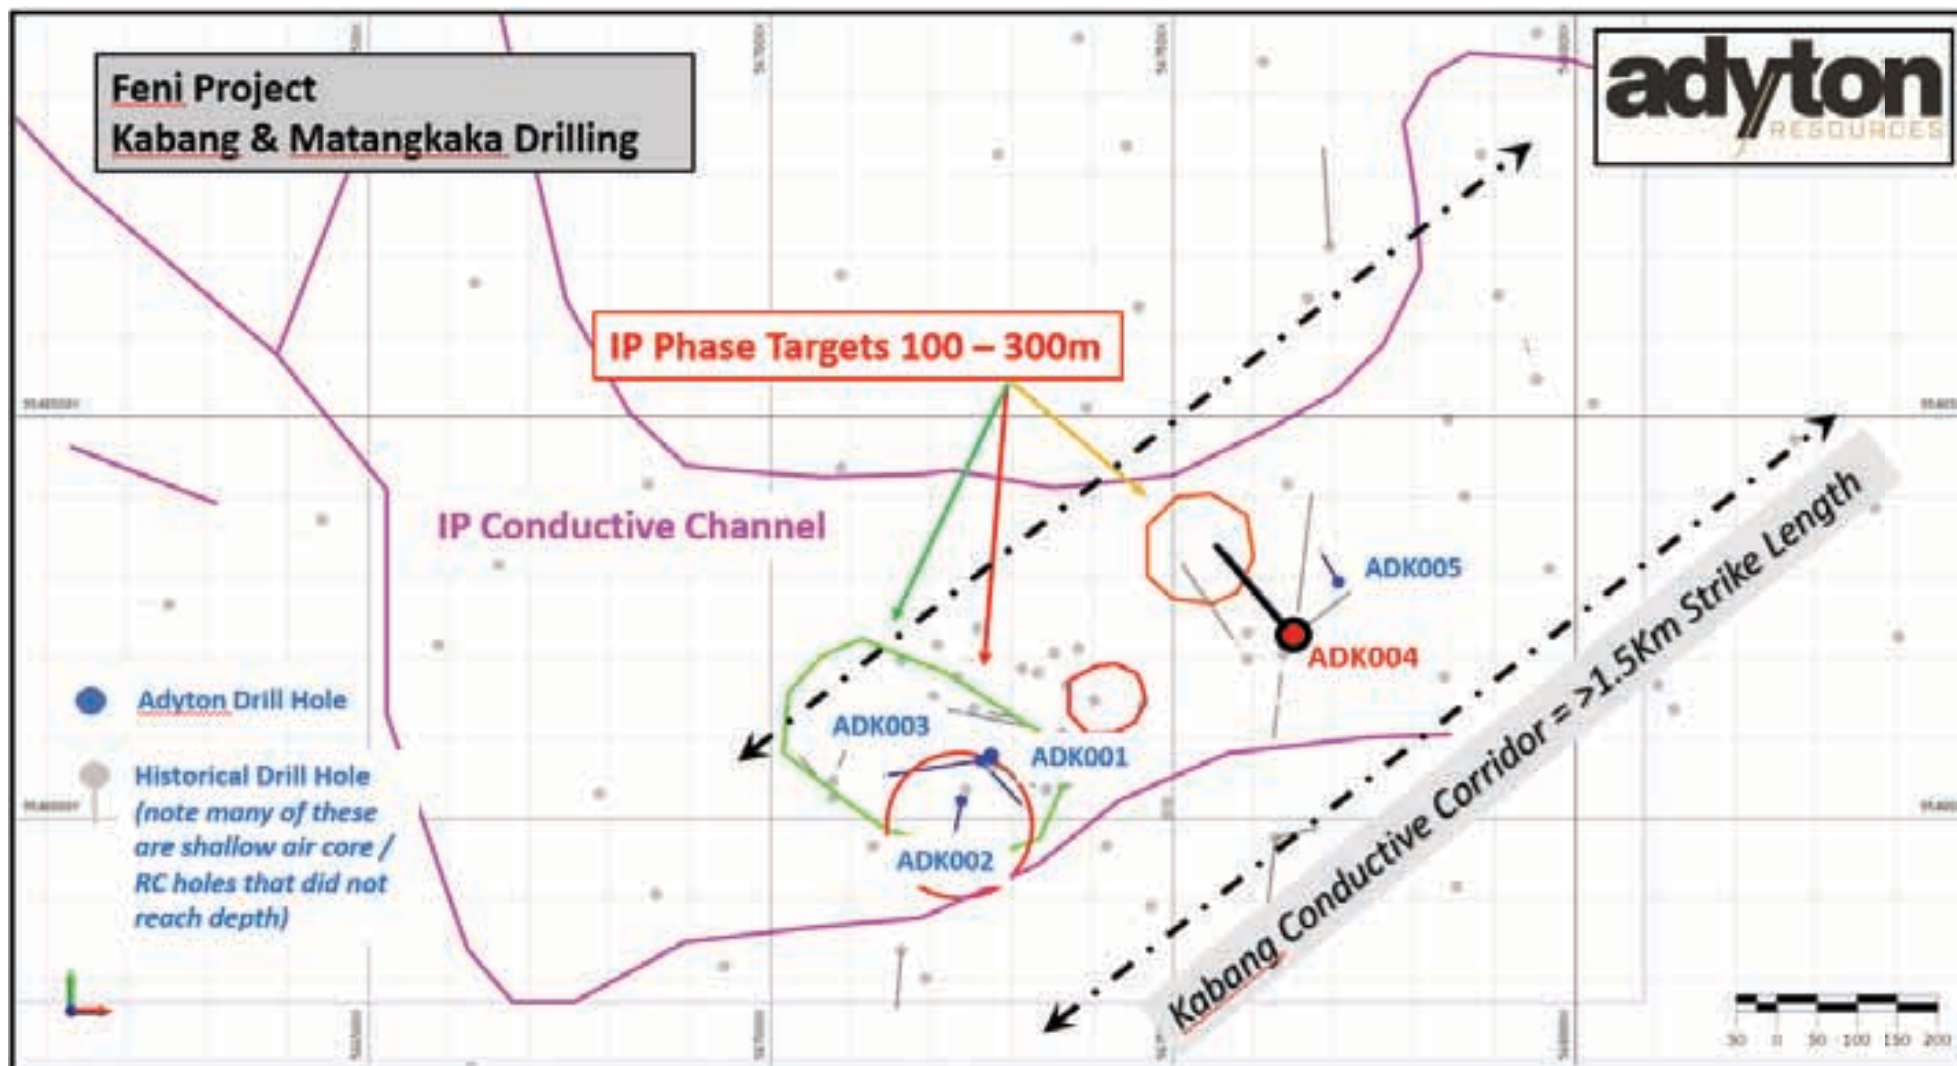 Feni Project
Kabang & Matangkaka Drilling
adyton
RESOURCES
IP Phase Targets 100 – 300m
IP Conductive Channel
ADK005
ADK004
ADK003
ADK001
ADK002
Adyton Drill Hole
Historical Drill Hole
(note many of these
are shallow air core /
RC holes that did not
reach depth)
Kabang Conductive Corridor = >1.5Km Strike Length
50 0 50 100 150 200